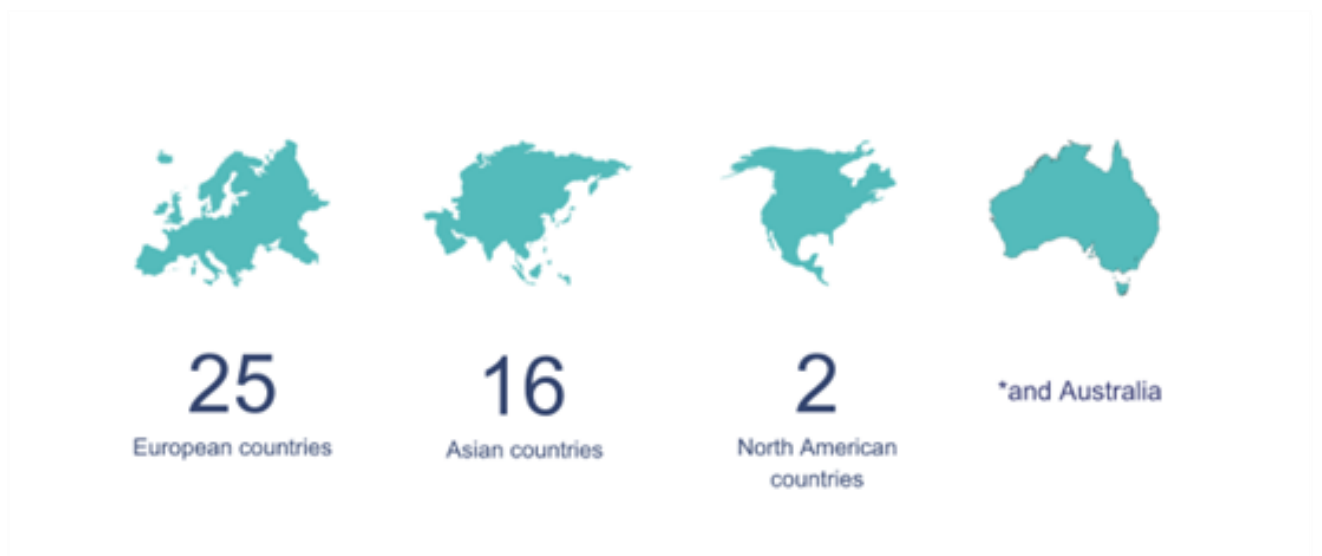 25
European countries
16
Asian countries
2
North American
countries
*and Australia